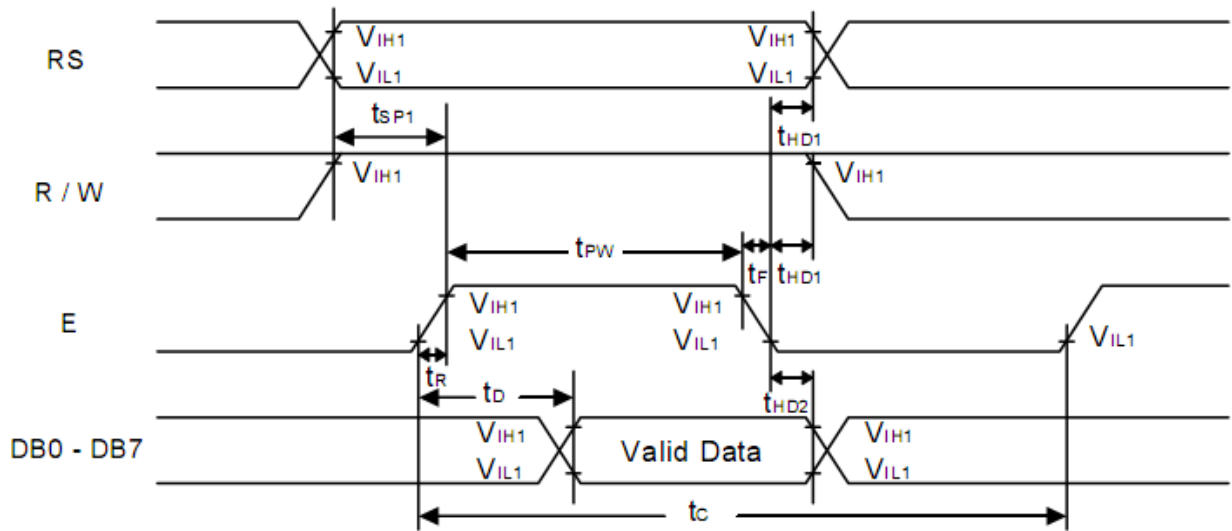 RS
VIH1 VIH1
VIL1 VIL1
tSP1 tHD1
R / W
VIH1 VIH1
tPW tF tHD1
E
VIH1 VIH1
VIL1 VIL1 VIL1
tR tD tHD2
DB0 - DB7
VIH1 Valid Data VIH1
VIL1 VIL1
tC